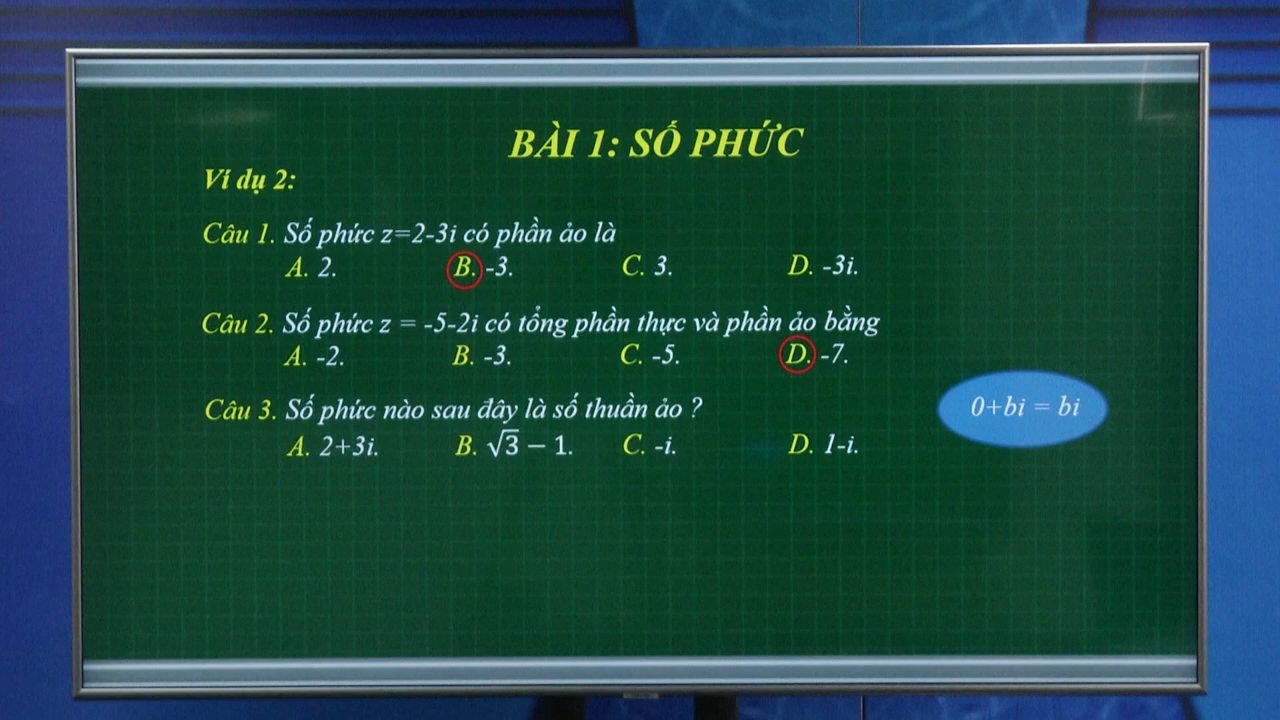 BÀI 1: SỐ PHỨC
Ví dụ 2:
Câu 1. Số phức z=2-3i có phần ảo là
A. 2. B. -3. C. 3. D. -3i.
Câu 2. Số phức z = -5-2i có tổng phần thực và phần ảo bằng
A. -2. B. -3. C. -5. D. -7.
Câu 3. Số phức nào sau đây là số thuần ảo ?
0+bi = bi
A. 2+3i. B. √3 − 1. C. -i. D. 1-i.